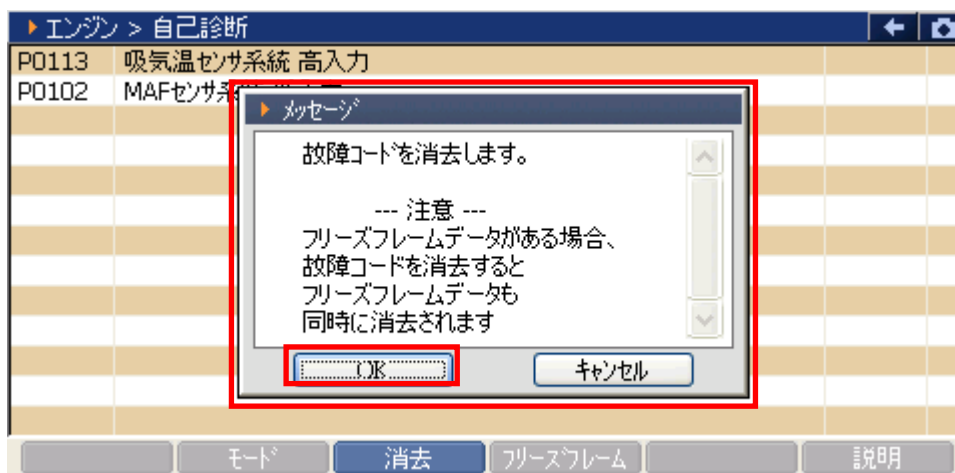 エンジン > 自己診断
P0113 吸気温センサ系統 高入力
P0102 MAFセンサ系
メッセージ
故障コードを消去します。
--- 注意 ---
フリーズフレームデータがある場合、
故障コードを消去すると
フリーズフレームデータも
同時に消去されます
OK キャンセル
モード 消去 フリーズフレーム 説明